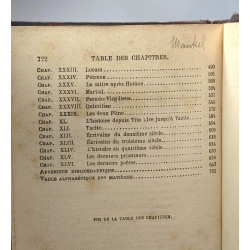 Mankel
722 TABLE DES CHAPITRES.
CHAP. XXXIII. Lucain
CHAP. XXXIV. Pétrone
CHAP. XXXV. La satire après Horace
CHAP. XXXVI. Martial
CHAP. XXXVII. Pseudo-Virgiliens
CHAP. XXXVIII. Quintilien
CHAP. XXXIX. Les deux Pline
CHAP. XL. L'histoire depuis Tite Live jusqu'à Tacite
CHAP. XLI. Tacite
CHAP. XLII. Écrivains du deuxième siècle
CHAP. XLIII. Écrivains du troisième siècle
CHAP. XLIV. L'histoire au quatrième siècle
CHAP. XLV. Les derniers prosateurs
CHAP. XLVI. Les derniers poètes
APPENDICE BIBLIOGRAPHIQUE
TABLE ALPHABÉTIQUE DES MATIÈRES
FIN DE LA TABLE DES CHAPITRES.